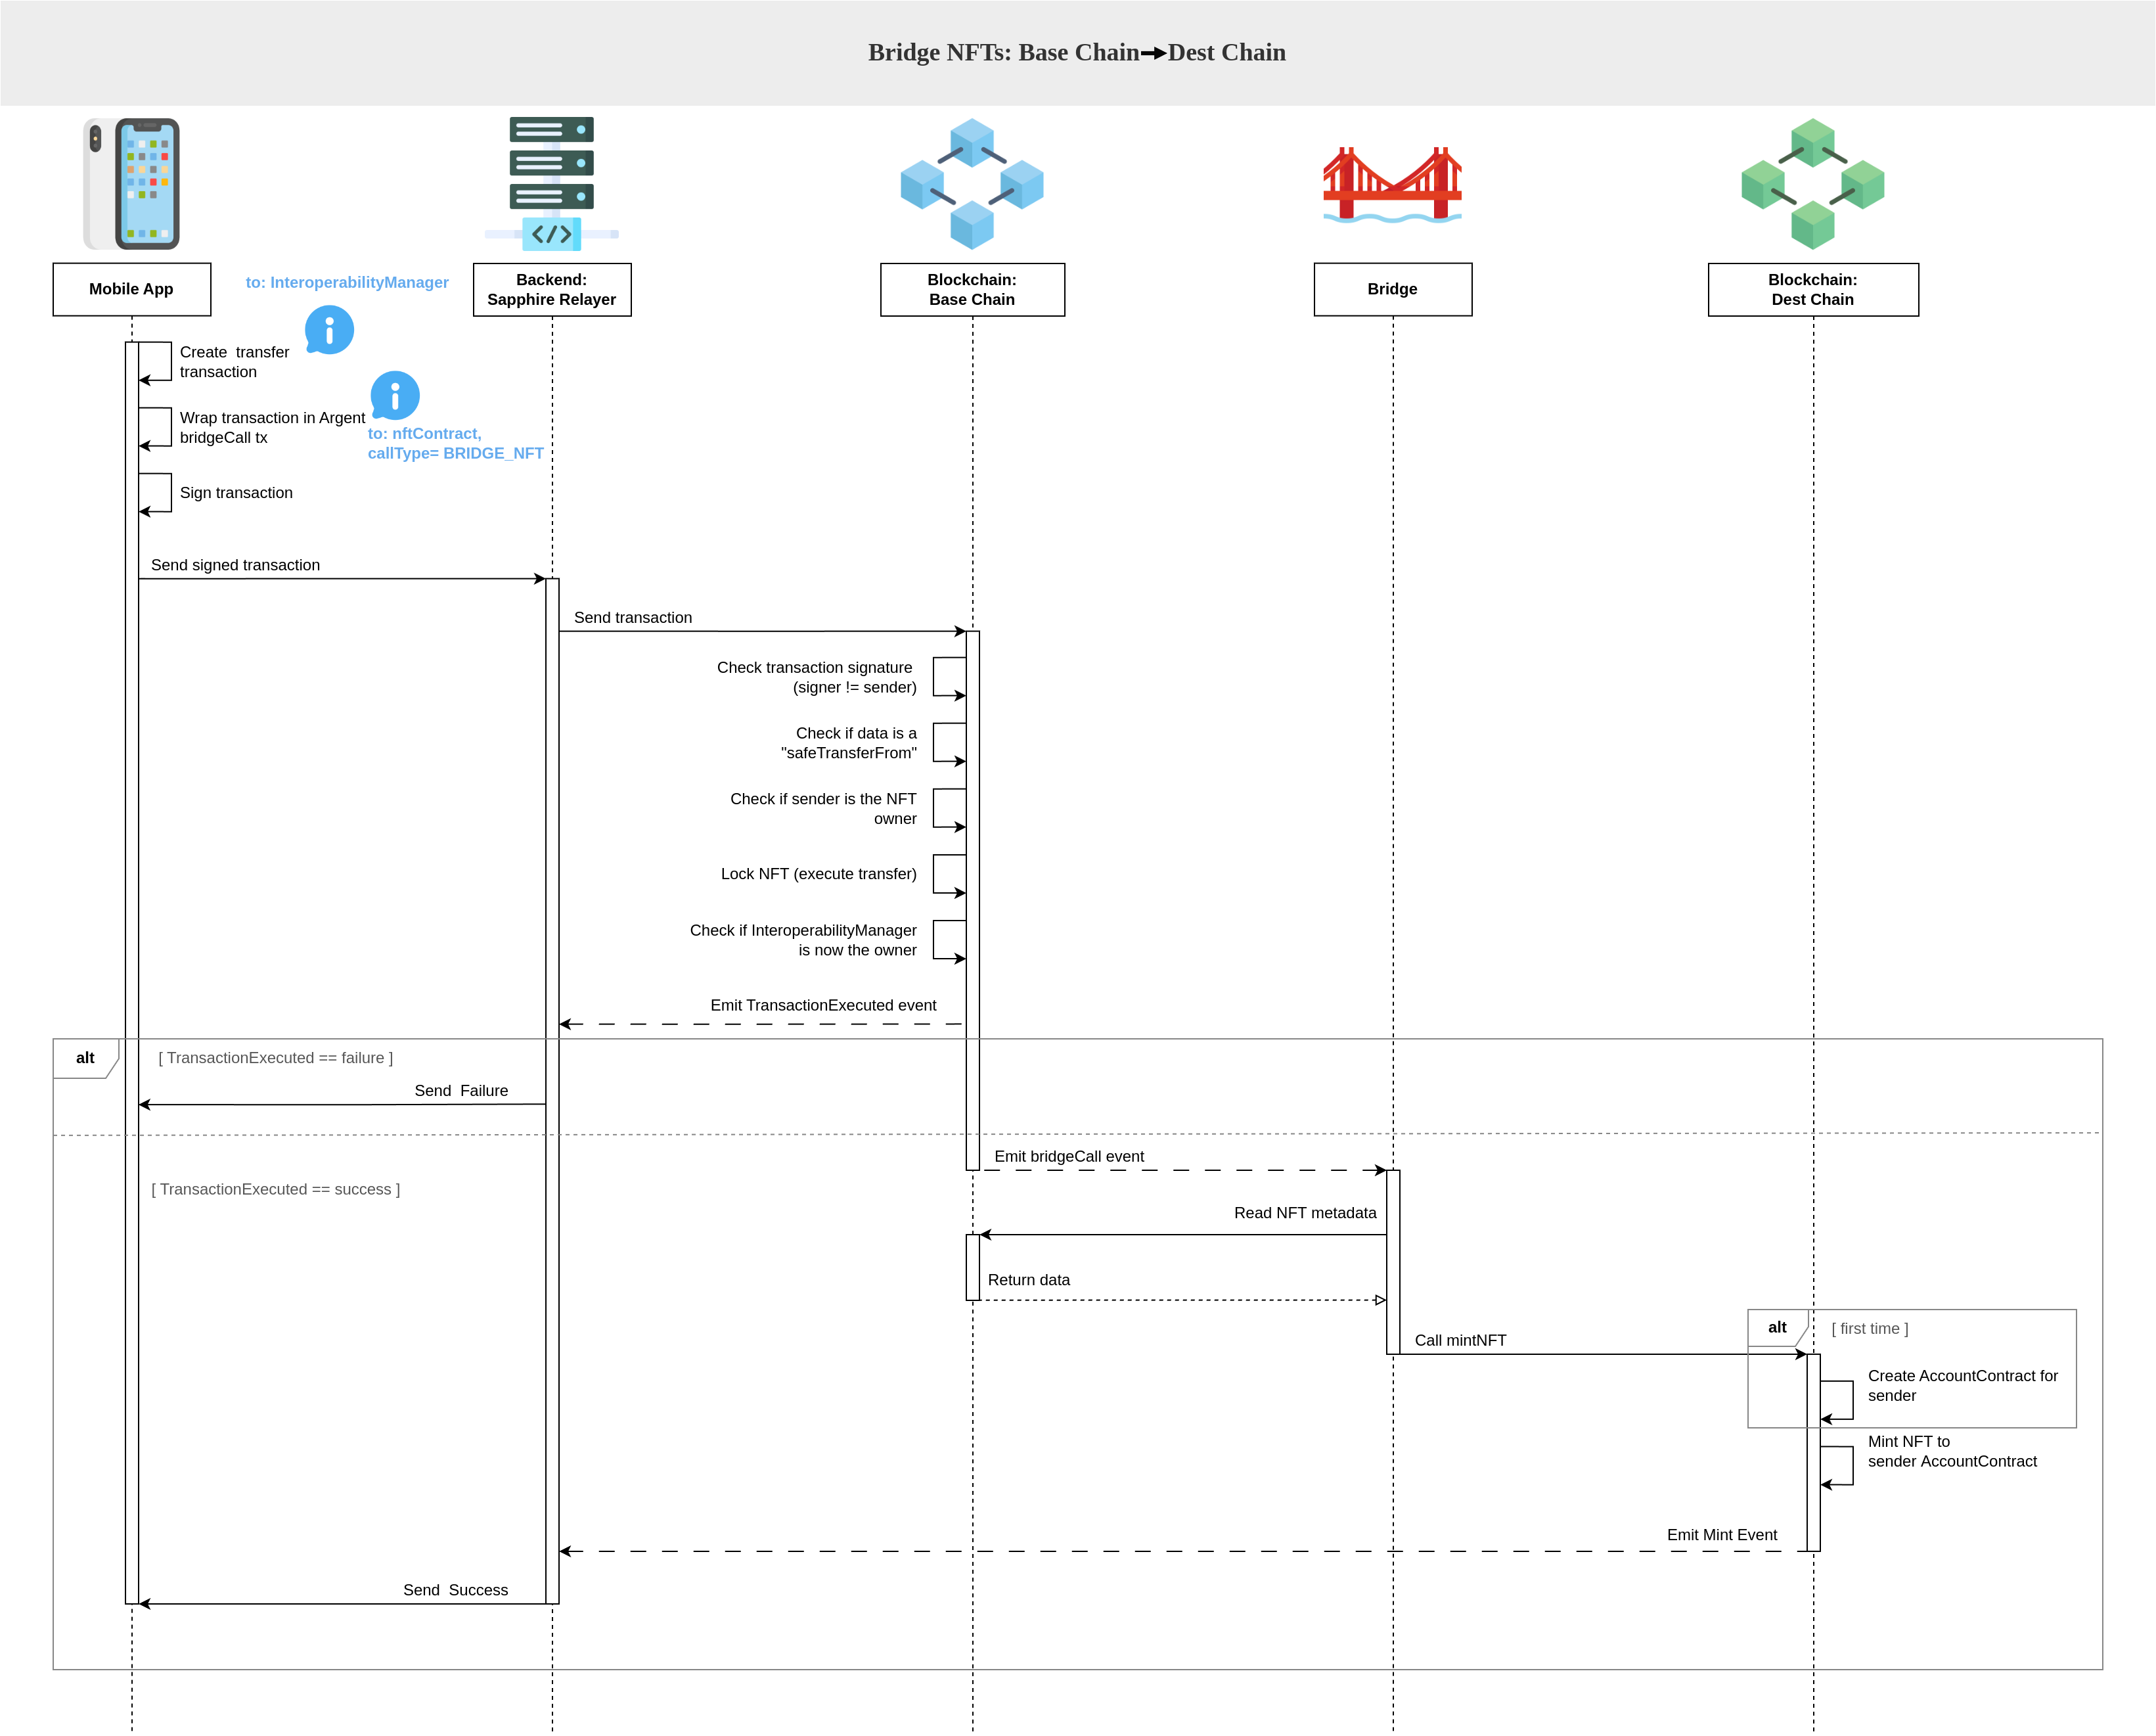 Bridge NFTs: Base Chain Dest Chain
Mobile App
to: InteroperabilityManager
Backend:
Sapphire Relayer
Blockchain:
Base Chain
Bridge
Blockchain:
Dest Chain
Create  transfer
transaction
Wrap transaction in Argent
bridgeCall tx
to: nftContract,
callType= BRIDGE_NFT
Sign transaction
Send signed transaction
Send transaction
Check transaction signature
(signer != sender)
Check if data is a
"safeTransferFrom"
Check if sender is the NFT
owner
Lock NFT (execute transfer)
Check if InteroperabilityManager
is now the owner
Emit TransactionExecuted event
alt
[ TransactionExecuted == failure ]
Send  Failure
Emit bridgeCall event
[ TransactionExecuted == success ]
Read NFT metadata
Return data
Call mintNFT
alt
[ first time ]
Create AccountContract for
sender
Mint NFT to
sender AccountContract
Emit Mint Event
Send  Success